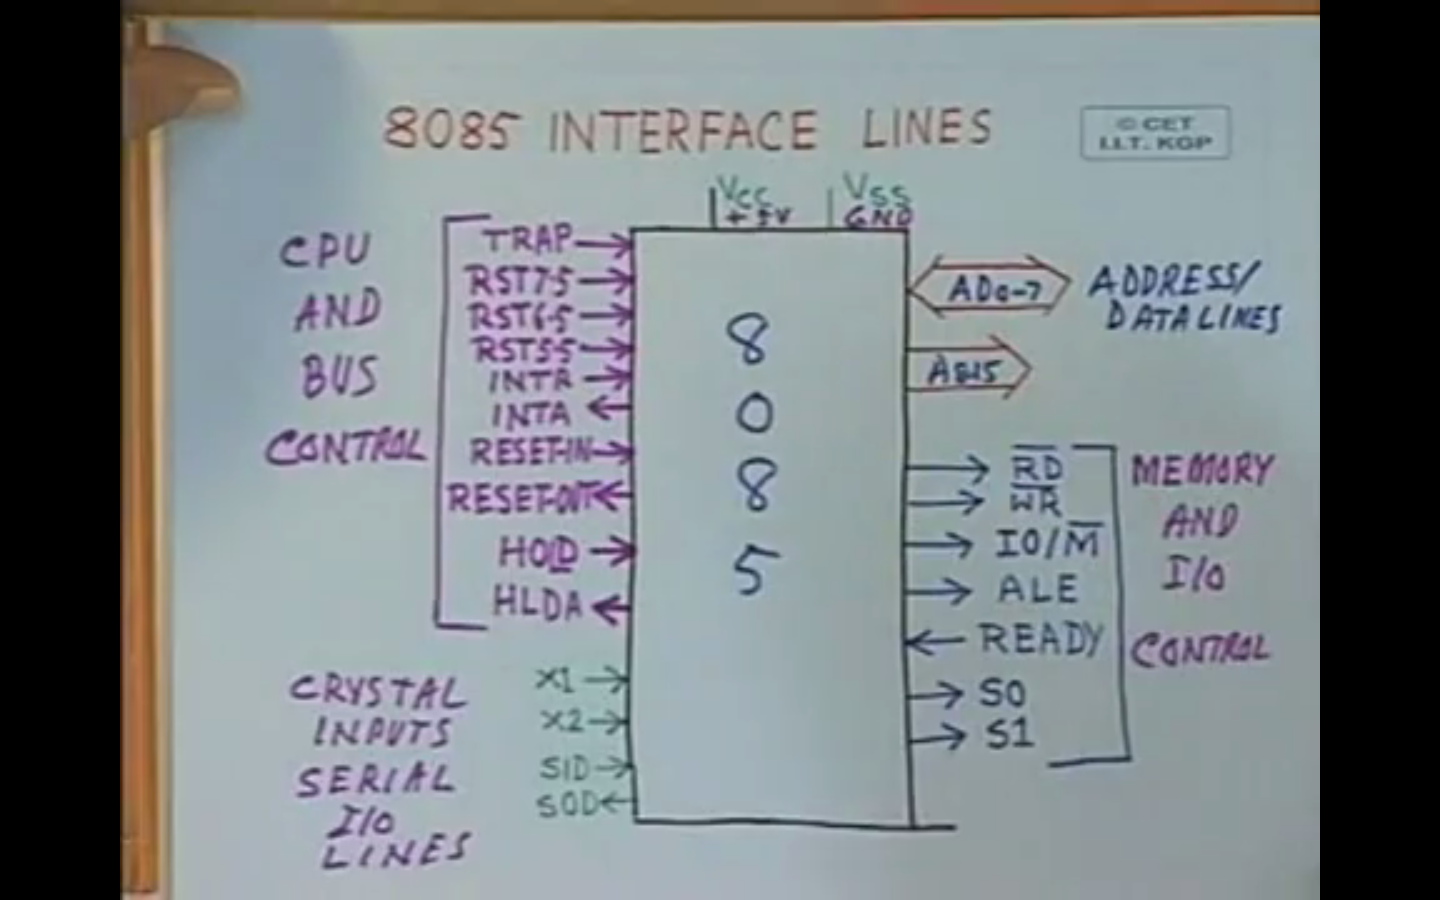 8085 INTERFACE LINES
© CET
I.I.T. KGP
VCC
+5V
VSS
GND
CPU
AND
BUS
CONTROL
TRAP
RST7.5
RST6.5
RST5.5
INTR
INTA
RESET-IN
RESET-OUT
HOLD
HLDA
CRYSTAL
INPUTS
X1
X2
SERIAL
I/O
LINES
SID
SOD
8
0
8
5
AD0-7
ADDRESS/
DATA LINES
A8-15
R̅D̅
W̅R̅
IO/M̅
ALE
READY
S0
S1
MEMORY
AND
I/O
CONTROL